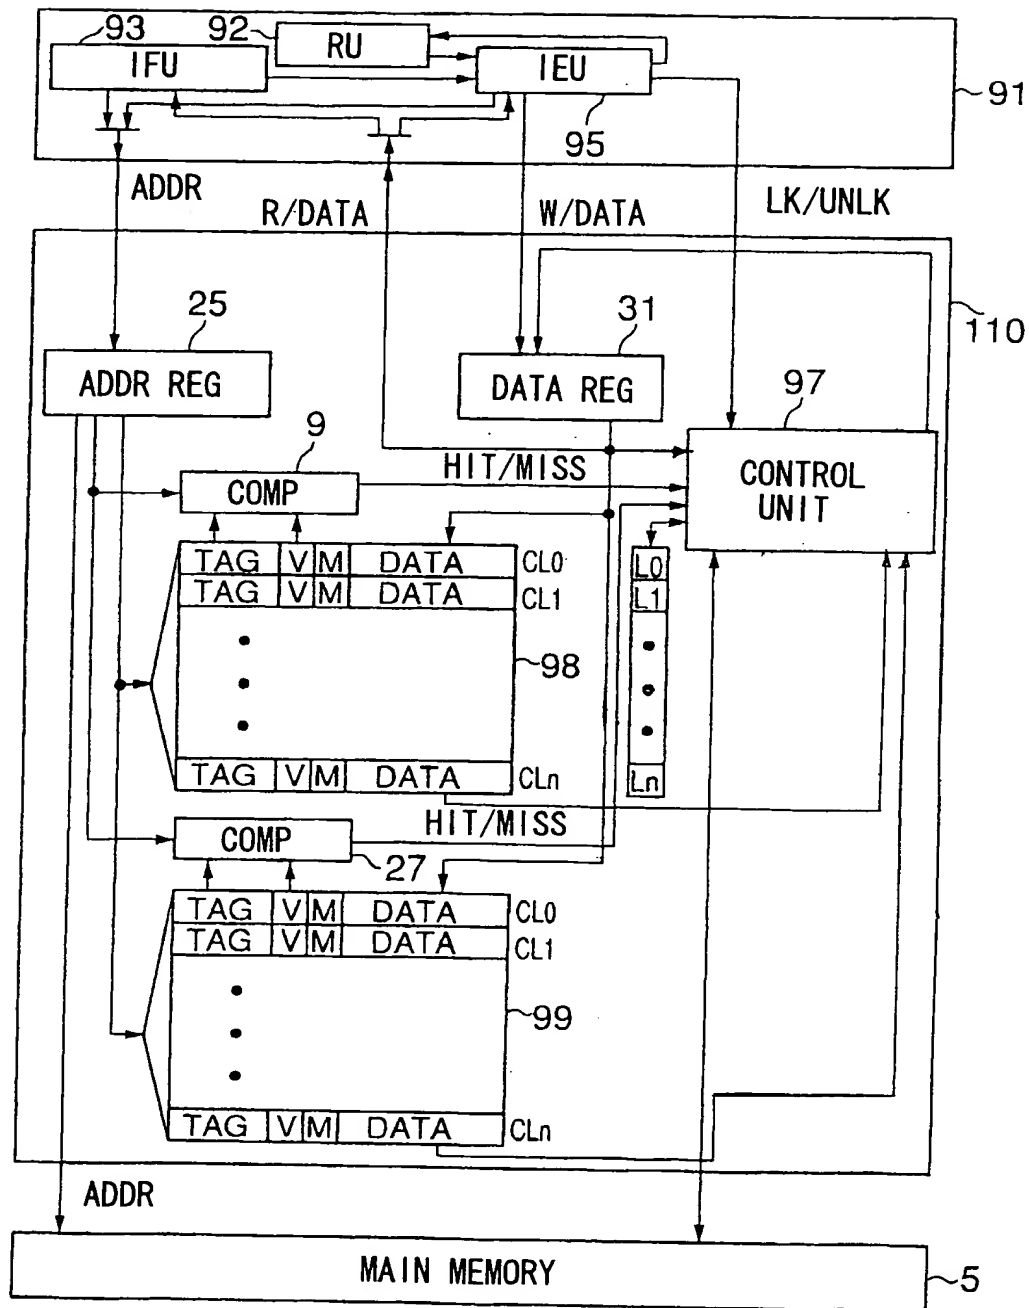 93
92
RU
IFU
IEU
91
95
ADDR
R/DATA
W/DATA
LK/UNLK
110
25
31
ADDR REG
DATA REG
97
9
HIT/MISS
CONTROL
UNIT
COMP
TAG V M DATA CL0
TAG V M DATA CL1
L0
L1
98
TAG V M DATA CLn
Ln
HIT/MISS
COMP
27
TAG V M DATA CL0
TAG V M DATA CL1
99
TAG V M DATA CLn
ADDR
MAIN MEMORY
5